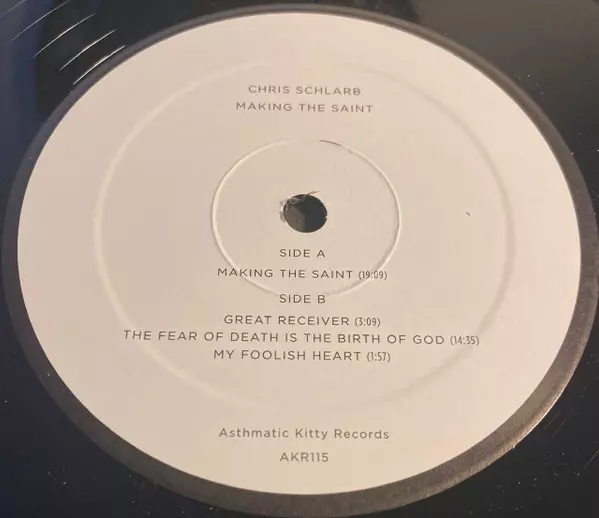 CHRIS SCHLARB
MAKING THE SAINT
SIDE A
MAKING THE SAINT (19:09)
SIDE B
GREAT RECEIVER (3:09)
THE FEAR OF DEATH IS THE BIRTH OF GOD (14:35)
MY FOOLISH HEART (1:57)
Asthmatic Kitty Records
AKR115